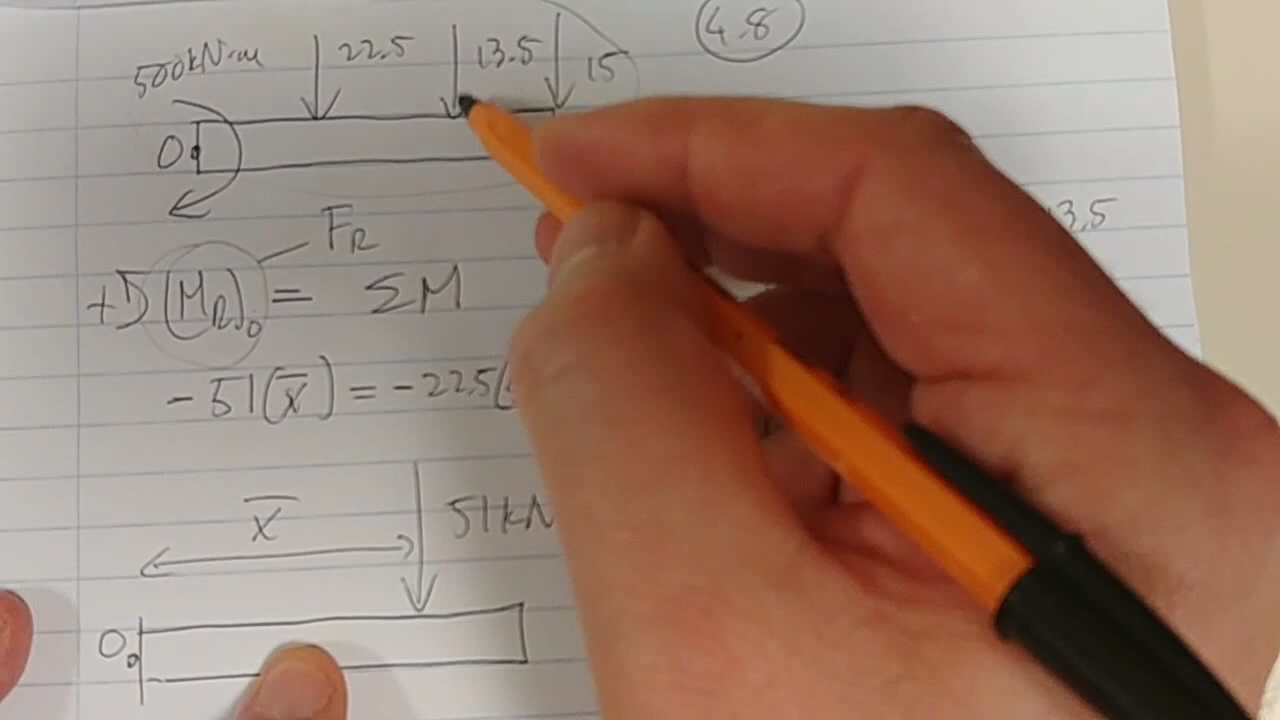 4.8
500kN-m 22.5 13.5 15
O
FR
+↺(MR)o = ΣM
13.5
-51(x̅) = -22.5(
x̅ 51kN
O